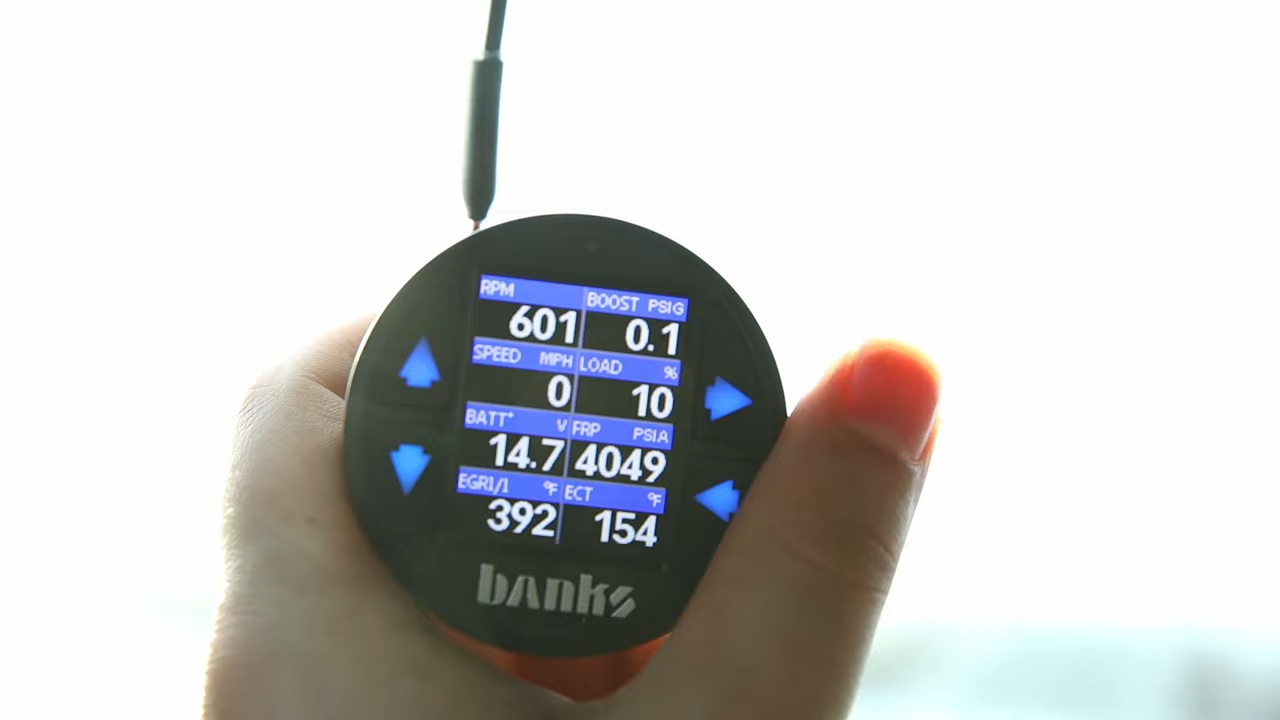 RPM BOOST PSIG
601 0.1
SPEED MPH LOAD %
0 10
BATT+ V FRP PSIA
14.7 4049
EGR1/1 °F ECT °F
392 154
banks